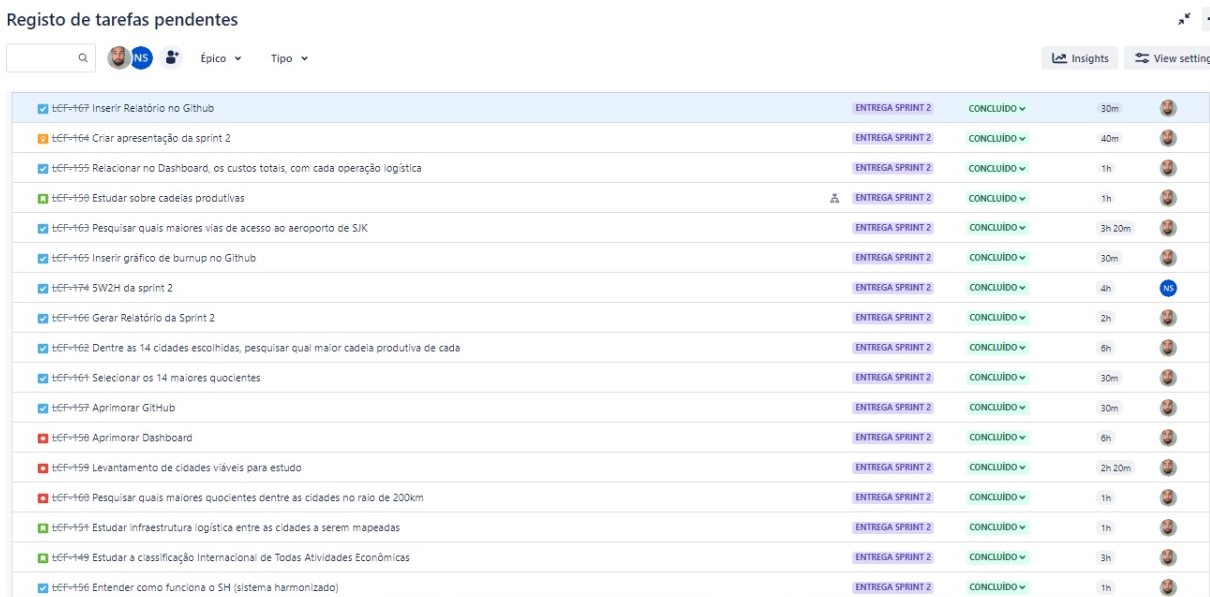 Registo de tarefas pendentes
NS Épico Tipo Insights View setting
LCF-167 Inserir Relatório no Github ENTREGA SPRINT 2 CONCLUÍDO 30m
LCF-164 Criar apresentação da sprint 2 ENTREGA SPRINT 2 CONCLUÍDO 40m
LCF-155 Relacionar no Dashboard, os custos totais, com cada operação logística ENTREGA SPRINT 2 CONCLUÍDO 1h
LCF-150 Estudar sobre cadeias produtivas ENTREGA SPRINT 2 CONCLUÍDO 1h
LCF-163 Pesquisar quais maiores vias de acesso ao aeroporto de SJK ENTREGA SPRINT 2 CONCLUÍDO 3h 20m
LCF-165 Inserir gráfico de burnup no Github ENTREGA SPRINT 2 CONCLUÍDO 30m
LCF-174 5W2H da sprint 2 ENTREGA SPRINT 2 CONCLUÍDO 4h NS
LCF-166 Gerar Relatório da Sprint 2 ENTREGA SPRINT 2 CONCLUÍDO 2h
LCF-162 Dentre as 14 cidades escolhidas, pesquisar qual maior cadeia produtiva de cada ENTREGA SPRINT 2 CONCLUÍDO 6h
LCF-161 Selecionar os 14 maiores quocientes ENTREGA SPRINT 2 CONCLUÍDO 30m
LCF-157 Aprimorar GitHub ENTREGA SPRINT 2 CONCLUÍDO 30m
LCF-158 Aprimorar Dashboard ENTREGA SPRINT 2 CONCLUÍDO 6h
LCF-159 Levantamento de cidades viáveis para estudo ENTREGA SPRINT 2 CONCLUÍDO 2h 20m
LCF-160 Pesquisar quais maiores quocientes dentre as cidades no raio de 200km ENTREGA SPRINT 2 CONCLUÍDO 1h
LCF-151 Estudar infraestrutura logística entre as cidades a serem mapeadas ENTREGA SPRINT 2 CONCLUÍDO 1h
LCF-149 Estudar a classificação Internacional de Todas Atividades Econômicas ENTREGA SPRINT 2 CONCLUÍDO 3h
LCF-156 Entender como funciona o SH (sistema harmonizado) ENTREGA SPRINT 2 CONCLUÍDO 1h